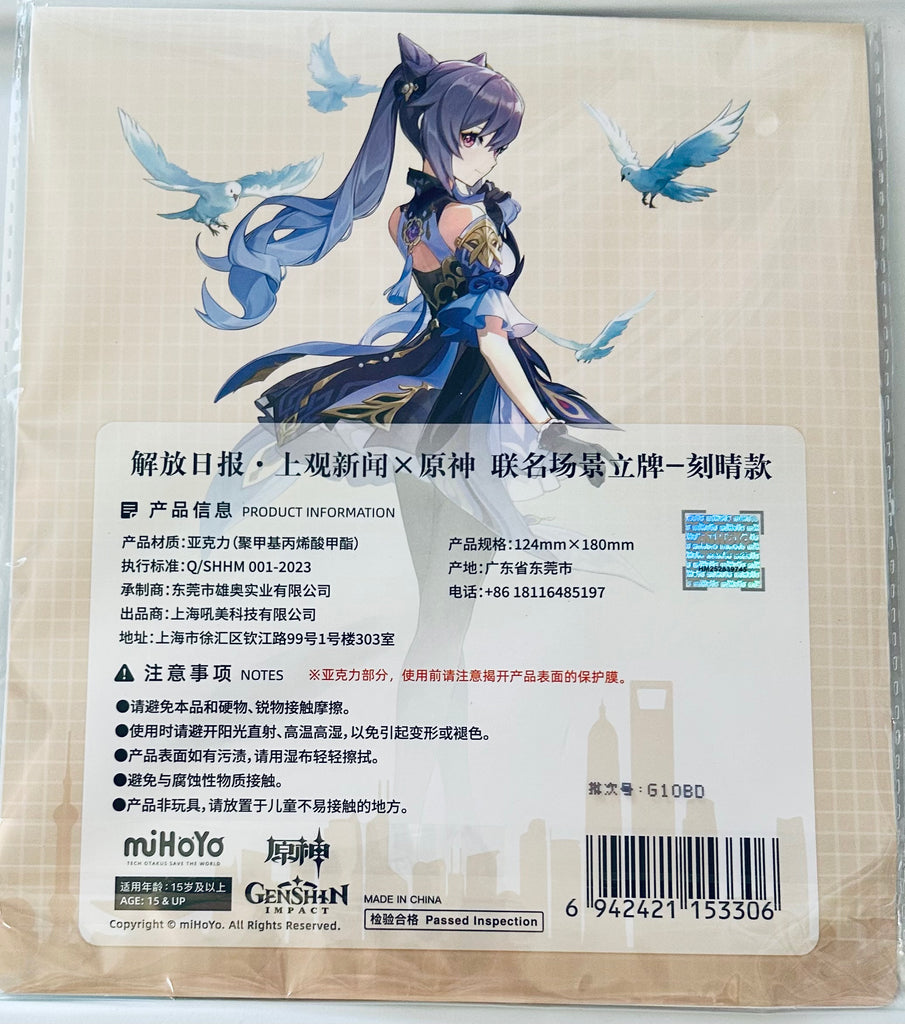 解放日报·上观新闻×原神 联名场景立牌-刻晴款
产品信息 PRODUCT INFORMATION
产品材质:亚克力(聚甲基丙烯酸甲酯)
执行标准:Q/SHHM 001-2023
承制商:东莞市雄奥实业有限公司
出品商:上海吼美科技有限公司
地址:上海市徐汇区钦江路99号1号楼303室
产品规格:124mm×180mm
产地:广东省东莞市
电话:+86 18116485197
miHoYo
注意事项 NOTES ※亚克力部分,使用前请注意揭开产品表面的保护膜。
●请避免本品和硬物、锐物接触摩擦。
●使用时请避开阳光直射、高温高湿,以免引起变形或褪色。
●产品表面如有污渍,请用湿布轻轻擦拭。
●避免与腐蚀性物质接触。
●产品非玩具,请放置于儿童不易接触的地方。
批次号:G10BD
miHoYo
TECH OTAKUS SAVE THE WORLD
原神
GENSHIN
IMPACT
适用年龄:15岁及以上
AGE: 15 & UP
MADE IN CHINA
检验合格 Passed Inspection
Copyright © miHoYo. All Rights Reserved.
6 942421 153306